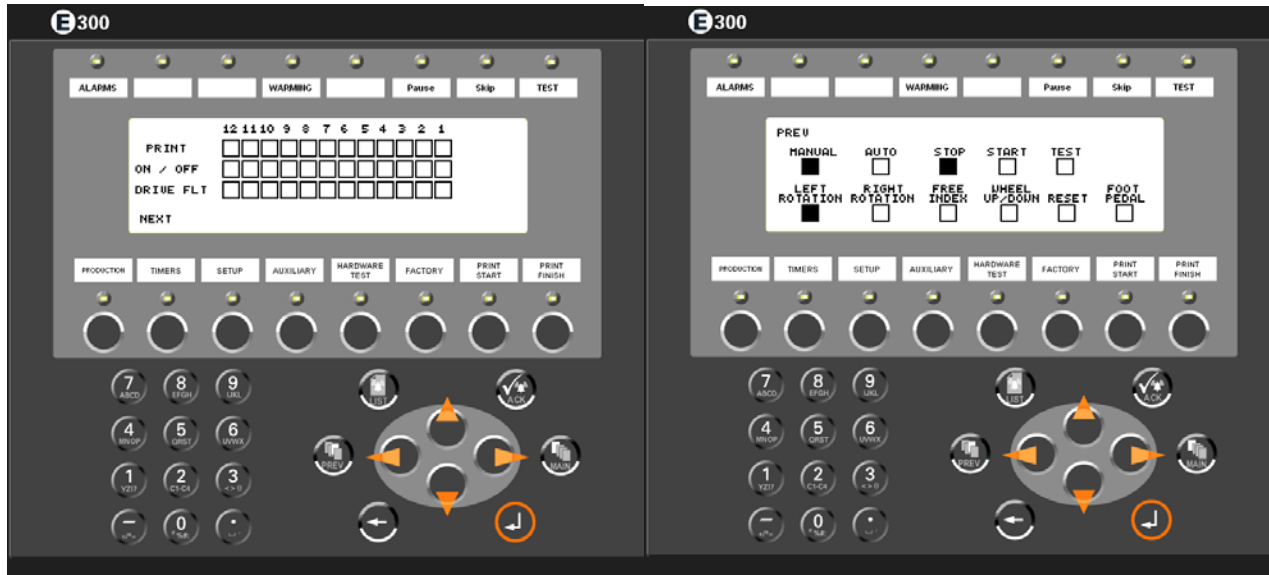 E300
ALARMS WARMING Pause Skip TEST
12 11 10 9 8 7 6 5 4 3 2 1
PRINT
ON / OFF
DRIVE FLT
NEXT
PRODUCTION TIMERS SETUP AUXILIARY HARDWARE TEST FACTORY PRINT START PRINT FINISH
7 ABCD 8 EFGH 9 IJKL
LIST ACK
4 MNOP 5 QRST 6 UVWX
PREV MAIN
1 YZ!? 2 C1-C4 3 <>()
0
E300
ALARMS WARMING Pause Skip TEST
PREV
MANUAL AUTO STOP START TEST
LEFT ROTATION RIGHT ROTATION FREE INDEX WHEEL UP/DOWN RESET FOOT PEDAL
PRODUCTION TIMERS SETUP AUXILIARY HARDWARE TEST FACTORY PRINT START PRINT FINISH
7 ABCD 8 EFGH 9 IJKL
LIST ACK
4 MNOP 5 QRST 6 UVWX
PREV MAIN
1 YZ!? 2 C1-C4 3 <>()
0